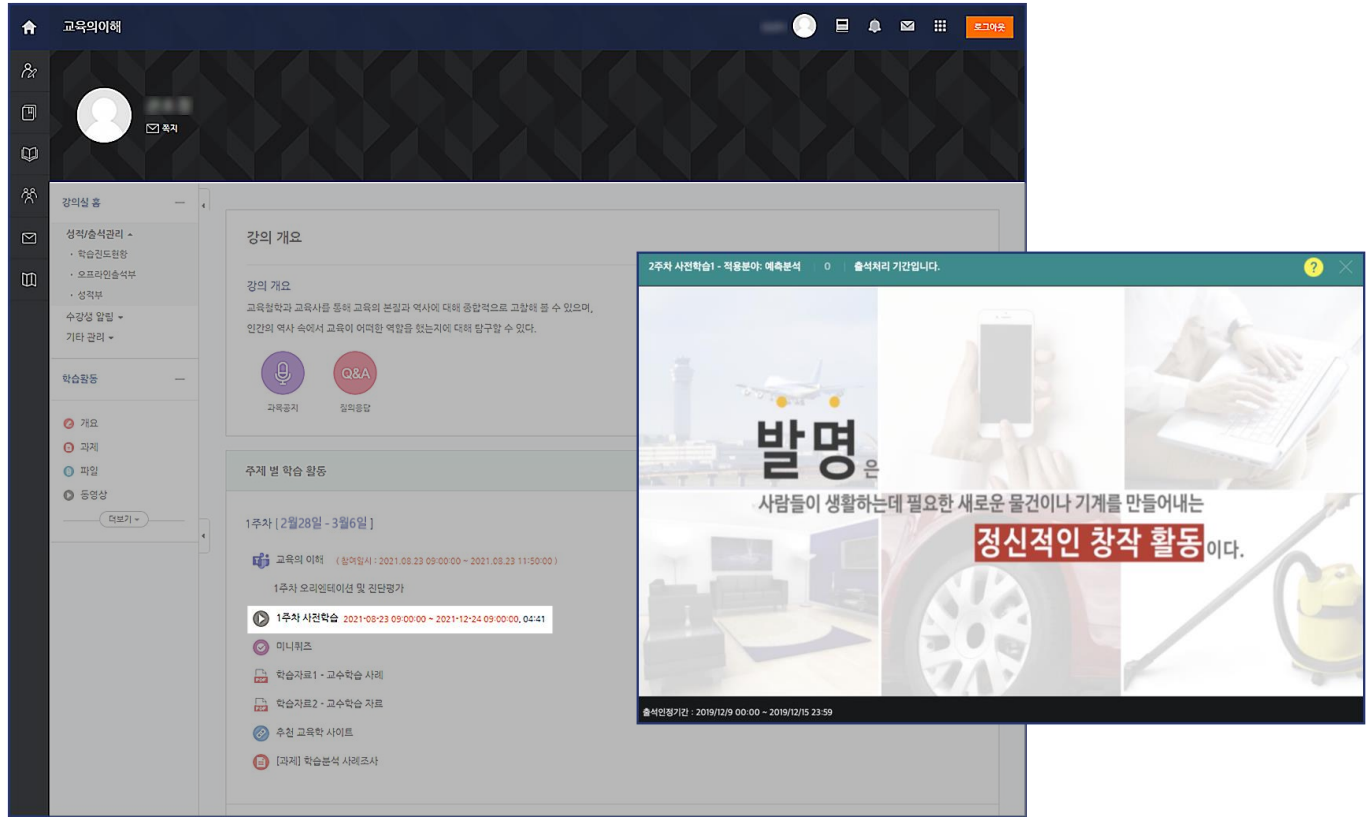 교육의이해
로그아웃
쪽지
강의실 홈
성적/출석관리
· 학습진도현황
· 오프라인출석부
· 성적부
수강생 알림
기타 관리
학습활동
개요
과제
파일
동영상
더보기
강의 개요
강의 개요
교육철학과 교육사를 통해 교육의 본질과 역사에 대해 종합적으로 고찰해 볼 수 있으며,
인간의 역사 속에서 교육이 어떠한 역할을 했는지에 대해 탐구할 수 있다.
Q&A
과목공지
질의응답
주제 별 학습 활동
1주차 [ 2월28일 - 3월6일 ]
교육의 이해 ( 참여일시 : 2021.08.23 09:00:00 ~ 2021.08.23 11:50:00 )
1주차 오리엔테이션 및 진단평가
1주차 사전학습 2021-08-23 09:00:00 ~ 2021-12-24 09:00:00, 04:41
미니퀴즈
PDF 학습자료1 - 교수학습 사례
PDF 학습자료2 - 교수학습 자료
추천 교육학 사이트
[과제] 학습분석 사례조사
2주차 사전학습1 - 적용분야: 예측분석 | 0 | 출석처리 기간입니다.
?
발명은
사람들이 생활하는데 필요한 새로운 물건이나 기계를 만들어내는
정신적인 창작 활동이다.
출석인정기간 : 2019/12/9 00:00 ~ 2019/12/15 23:59